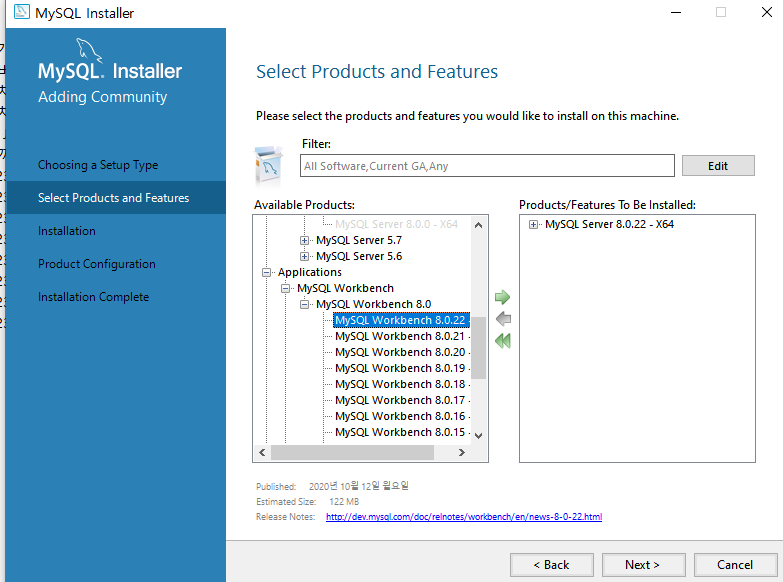 MySQL Installer
MySQL. Installer
Adding Community
Choosing a Setup Type
Select Products and Features
Installation
Product Configuration
Installation Complete
Select Products and Features
Please select the products and features you would like to install on this machine.
Filter:
All Software,Current GA,Any
Edit
Available Products:
MySQL Server 8.0.0 - X64
MySQL Server 5.7
MySQL Server 5.6
Applications
MySQL Workbench
MySQL Workbench 8.0
MySQL Workbench 8.0.22 -
MySQL Workbench 8.0.21 -
MySQL Workbench 8.0.20 -
MySQL Workbench 8.0.19 -
MySQL Workbench 8.0.18 -
MySQL Workbench 8.0.17 -
MySQL Workbench 8.0.16 -
MySQL Workbench 8.0.15 -
Products/Features To Be Installed:
MySQL Server 8.0.22 - X64
Published: 2020년 10월 12일 월요일
Estimated Size: 122 MB
Release Notes: http://dev.mysql.com/doc/relnotes/workbench/en/news-8-0-22.html
< Back
Next >
Cancel